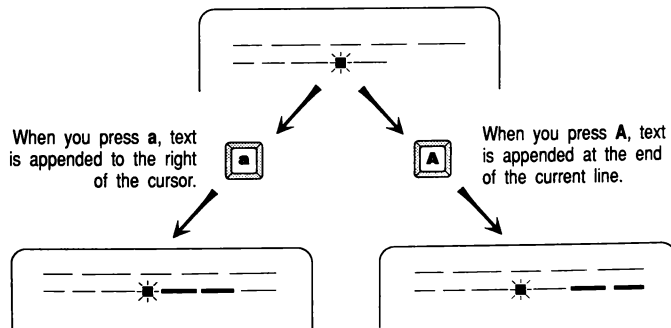 When you press a, text
is appended to the right
of the cursor.
a
A
When you press A, text
is appended at the end
of the current line.